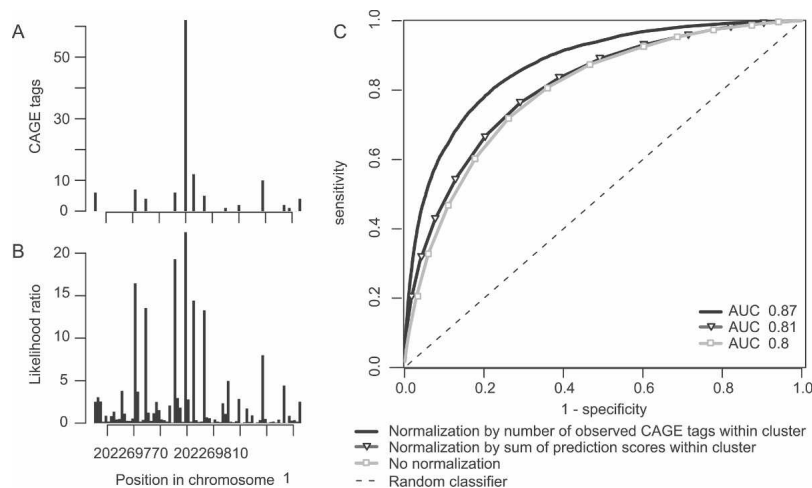 A
CAGE tags
50
30
10
0
B
Likelihood ratio
20
15
10
5
0
202269770 202269810
Position in chromosome 1
C
sensitivity
1.0
0.8
0.6
0.4
0.2
0.0
AUC 0.87
AUC 0.81
AUC 0.8
0.0 0.2 0.4 0.6 0.8 1.0
1 - specificity
Normalization by number of observed CAGE tags within cluster
Normalization by sum of prediction scores within cluster
No normalization
Random classifier